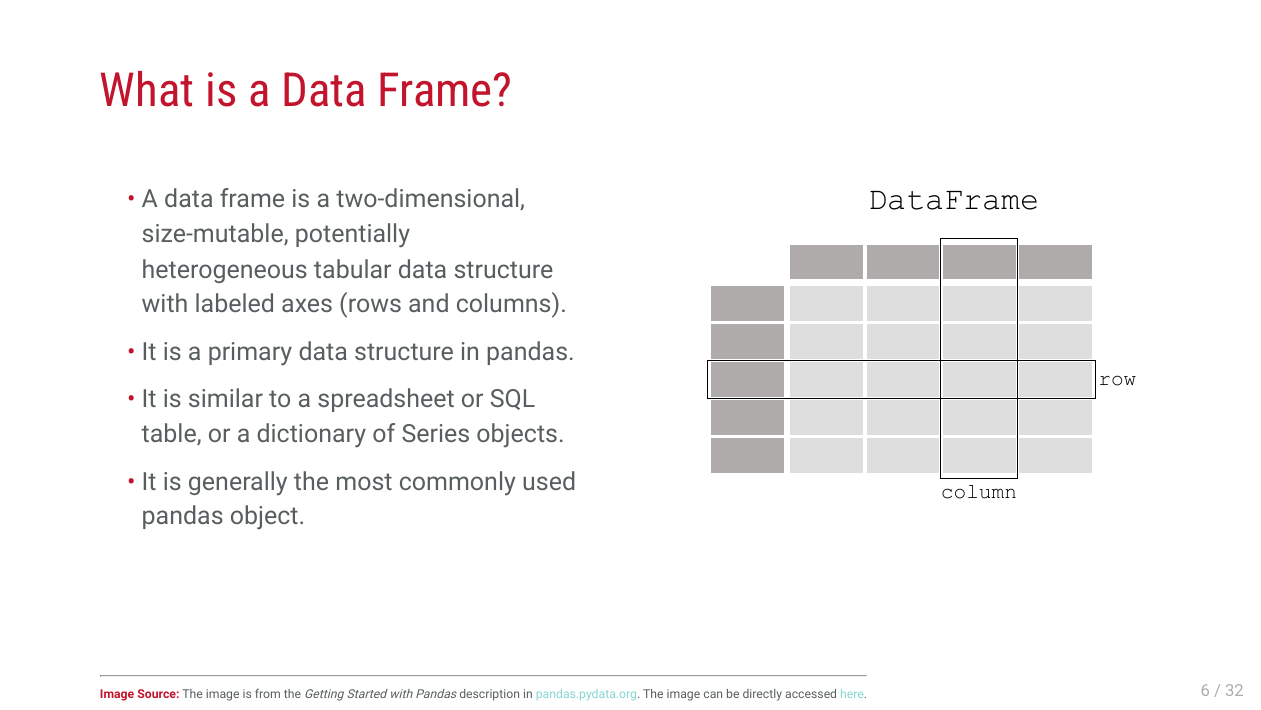 What is a Data Frame?
• A data frame is a two-dimensional,
size-mutable, potentially
heterogeneous tabular data structure
with labeled axes (rows and columns).
• It is a primary data structure in pandas.
• It is similar to a spreadsheet or SQL
table, or a dictionary of Series objects.
• It is generally the most commonly used
pandas object.
DataFrame
row
column
Image Source: The image is from the Getting Started with Pandas description in pandas.pydata.org. The image can be directly accessed here.
6 / 32